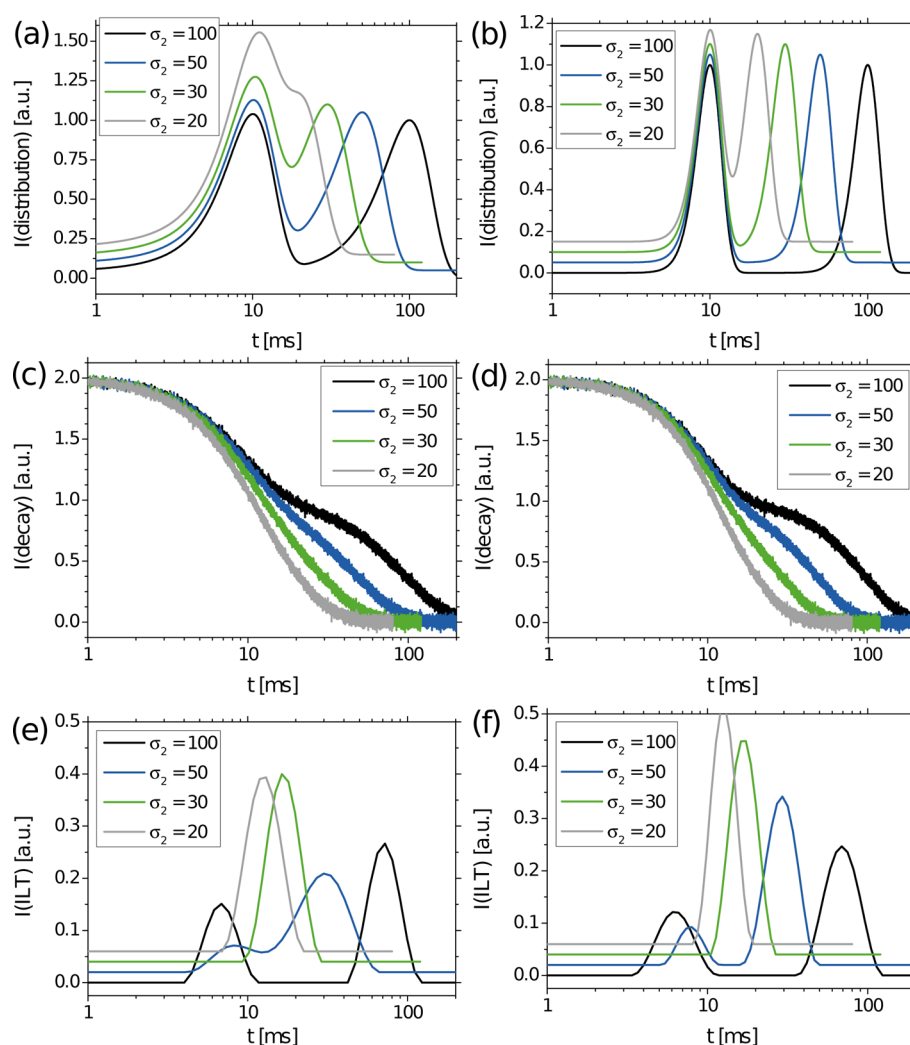 (a)
σ2 = 100
σ2 = 50
σ2 = 30
σ2 = 20
I(distribution) [a.u.]
1.50
1.25
1.00
0.75
0.50
0.25
0.00
1 10 100
t [ms]
(b)
σ2 = 100
σ2 = 50
σ2 = 30
σ2 = 20
I(distribution) [a.u.]
1.2
1.0
0.8
0.6
0.4
0.2
0.0
1 10 100
t [ms]
(c)
σ2 = 100
σ2 = 50
σ2 = 30
σ2 = 20
I(decay) [a.u.]
2.0
1.5
1.0
0.5
0.0
1 10 100
t [ms]
(d)
σ2 = 100
σ2 = 50
σ2 = 30
σ2 = 20
I(decay) [a.u.]
2.0
1.5
1.0
0.5
0.0
1 10 100
t [ms]
(e)
σ2 = 100
σ2 = 50
σ2 = 30
σ2 = 20
I(ILT) [a.u.]
0.5
0.4
0.3
0.2
0.1
0.0
1 10 100
t [ms]
(f)
σ2 = 100
σ2 = 50
σ2 = 30
σ2 = 20
I(ILT) [a.u.]
0.5
0.4
0.3
0.2
0.1
0.0
1 10 100
t [ms]